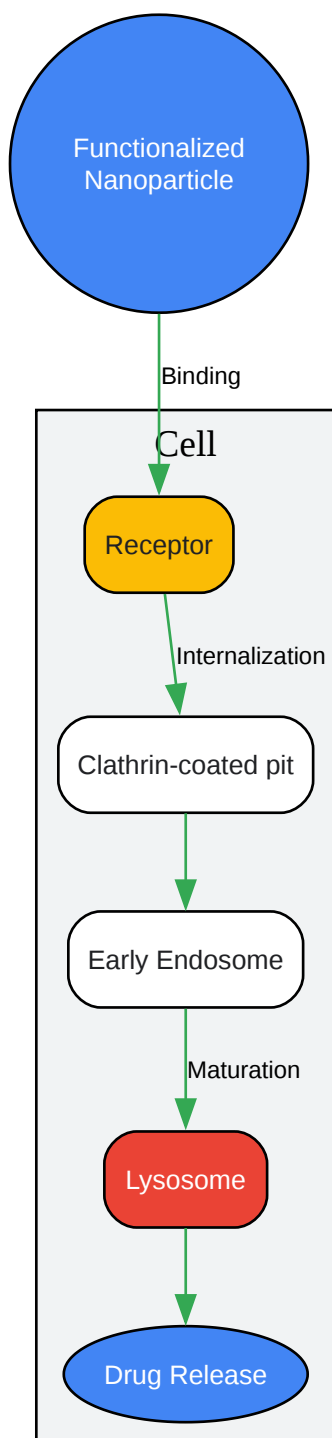 Functionalized
Nanoparticle
Binding
Cell
Receptor
Internalization
Clathrin-coated pit
Early Endosome
Maturation
Lysosome
Drug Release